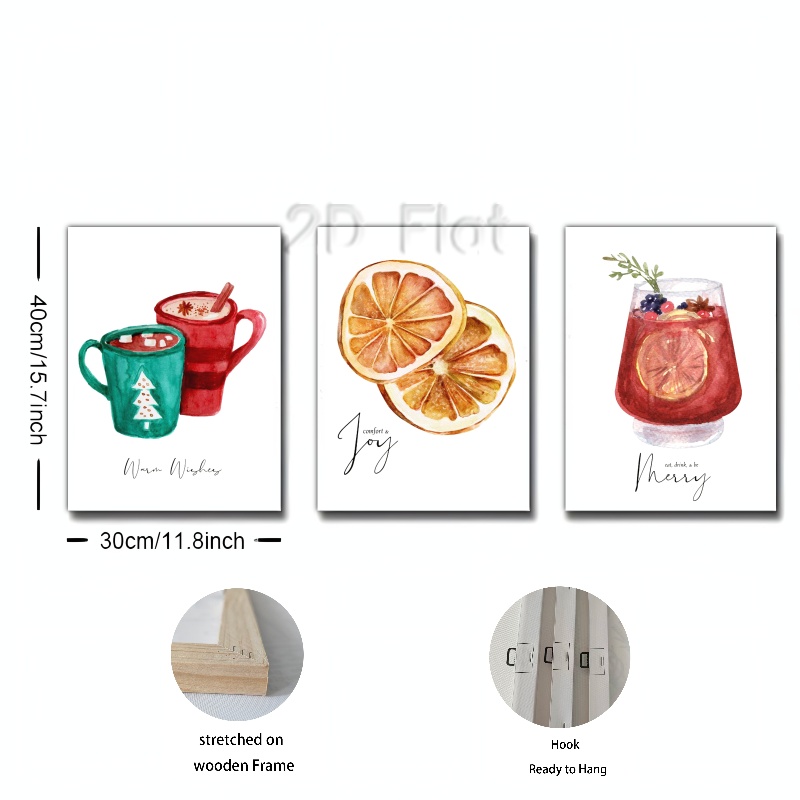 2D Flat
40cm/15.7inch
Warm Wishes
comfort &
Joy
eat, drink, & be
Merry
30cm/11.8inch
stretched on
wooden Frame
Hook
Ready to Hang